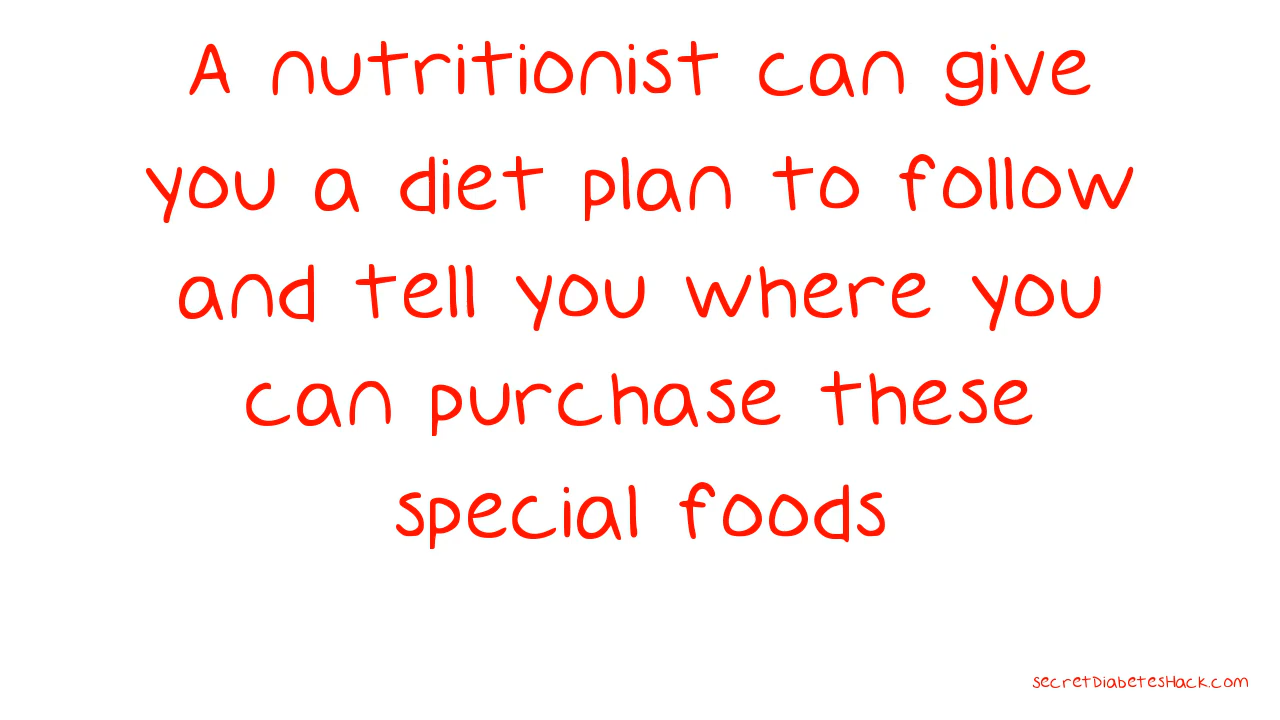 A nutritionist can give
you a diet plan to follow
and tell you where you
can purchase these
special foods
secretDiabetesHack.com